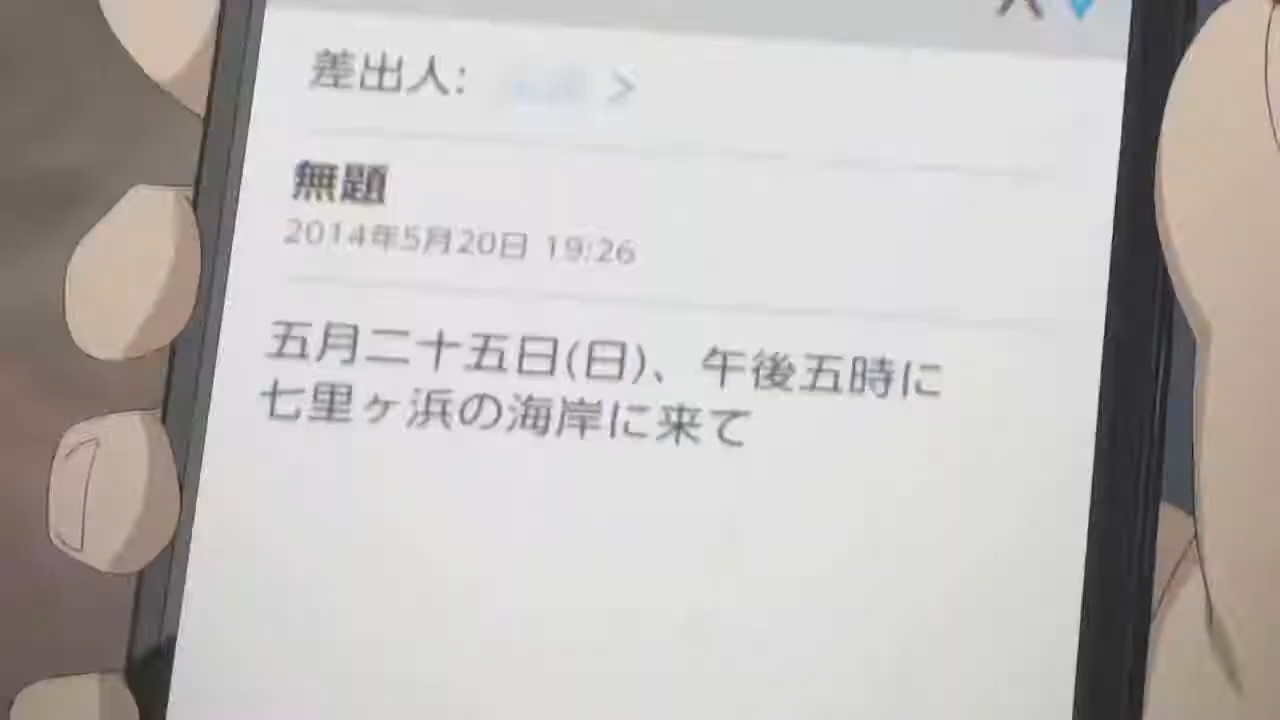 差出人: >
無題
2014年5月20日 19:26
五月二十五日(日)、午後五時に
七里ヶ浜の海岸に来て